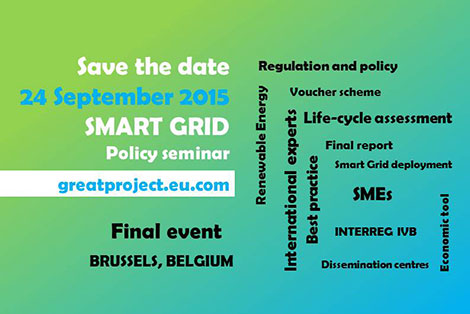 Save the date
24 September 2015
SMART GRID
Policy seminar
greatproject.eu.com
Final event
BRUSSELS, BELGIUM
Regulation and policy
Voucher scheme
Renewable Energy
International experts
Best practice
Life-cycle assessment
Final report
Smart Grid deployment
SMEs
INTERREG IVB
Dissemination centres
Economic tool